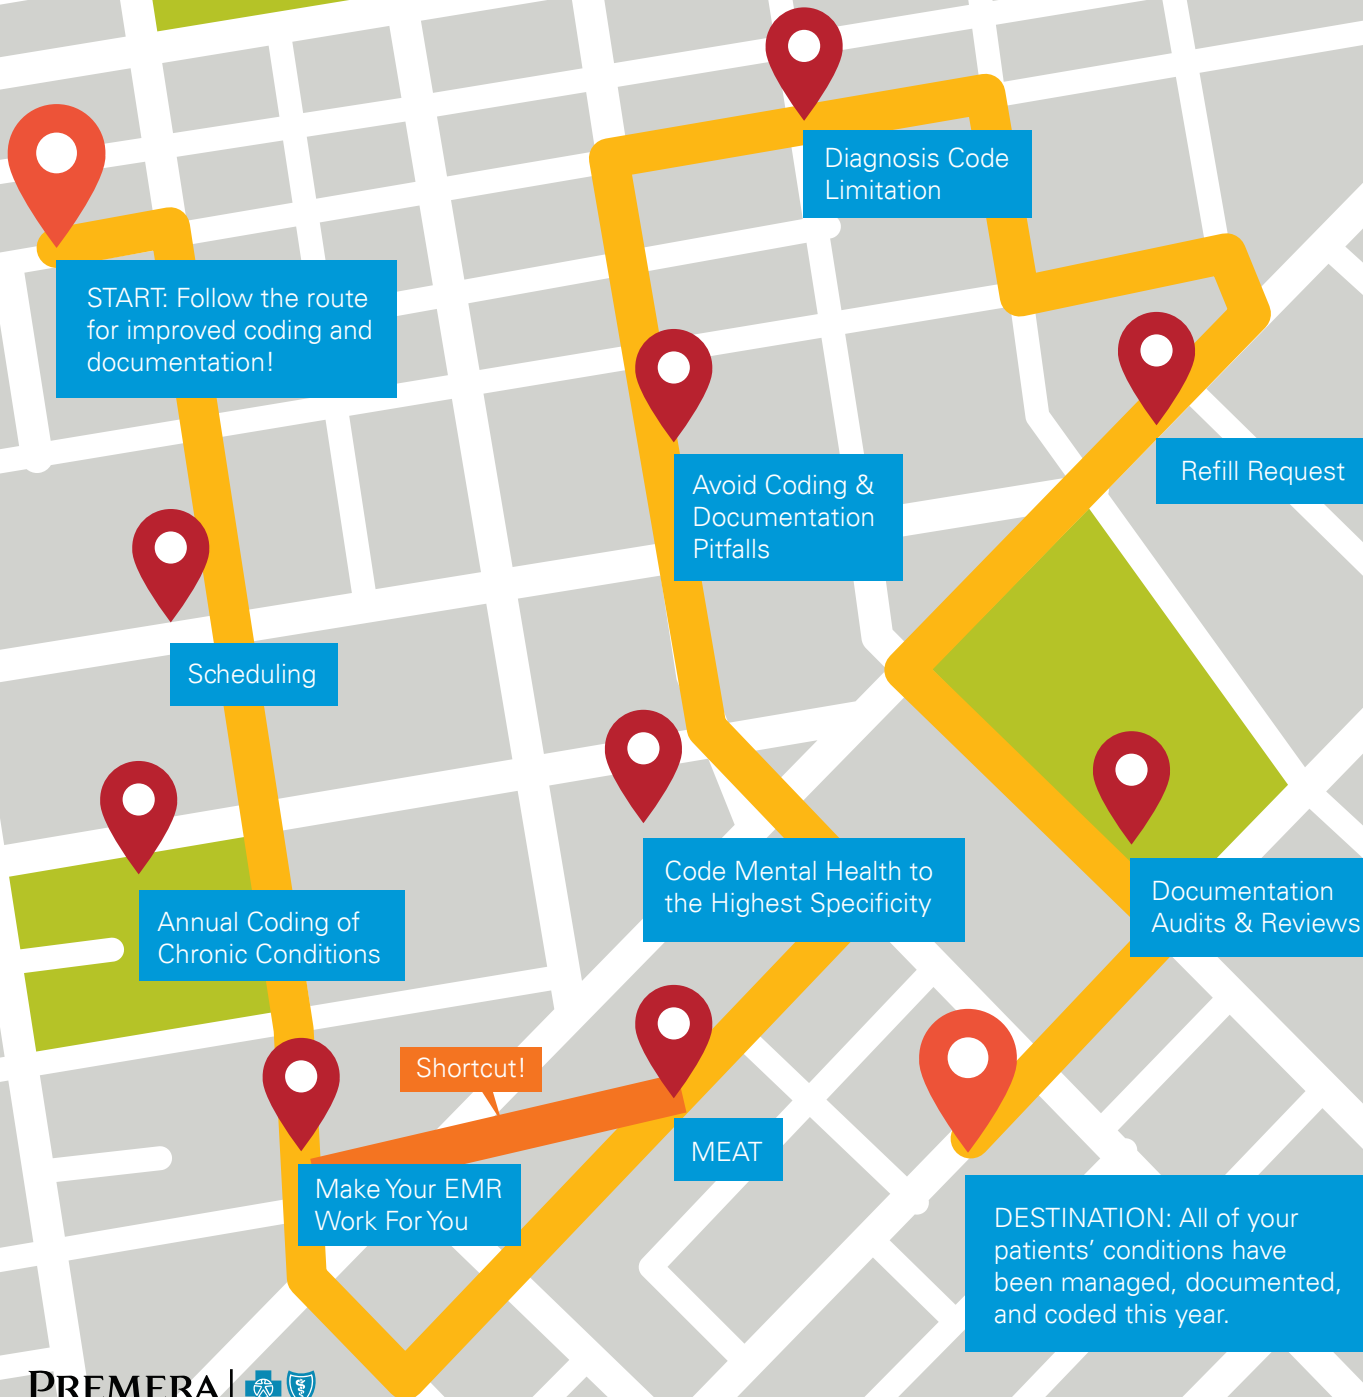 START: Follow the route
for improved coding and
documentation!
Scheduling
Annual Coding of
Chronic Conditions
Make Your EMR
Work For You
Shortcut!
MEAT
Code Mental Health to
the Highest Specificity
Avoid Coding &
Documentation
Pitfalls
Diagnosis Code
Limitation
Refill Request
Documentation
Audits & Reviews
DESTINATION: All of your
patients’ conditions have
been managed, documented,
and coded this year.
PREMERA